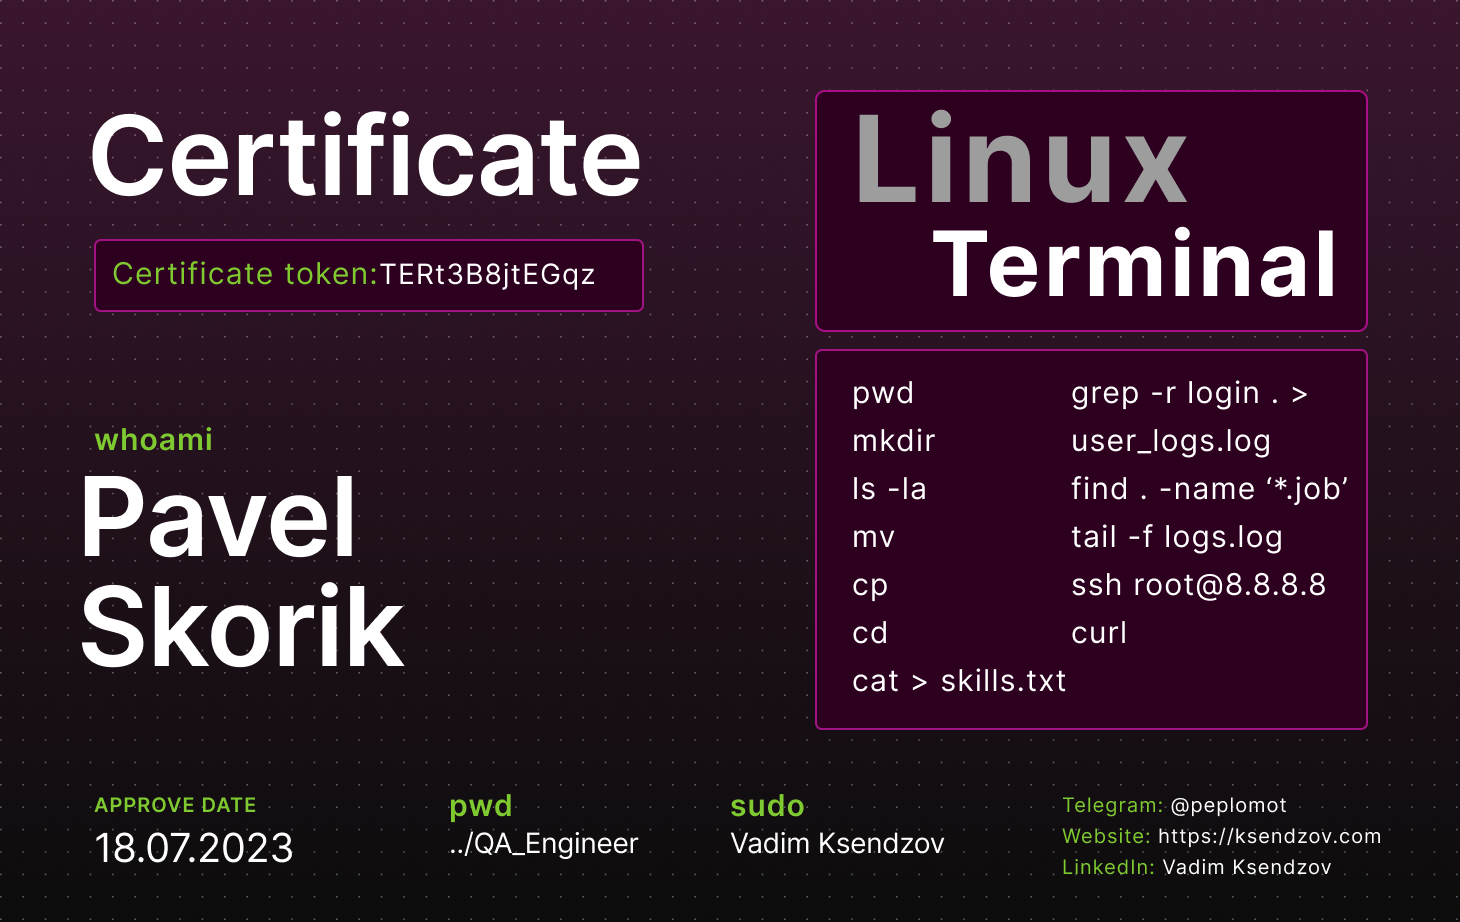 Certificate
Certificate token:TERt3B8jtEGqz
whoami
Pavel
Skorik
Linux
Terminal
pwd
mkdir
ls -la
mv
cp
cd
cat > skills.txt
grep -r login . >
user_logs.log
find . -name ‘*.job’
tail -f logs.log
ssh root@8.8.8.8
curl
APPROVE DATE
18.07.2023
pwd
../QA_Engineer
sudo
Vadim Ksendzov
Telegram: @peplomot
Website: https://ksendzov.com
LinkedIn: Vadim Ksendzov